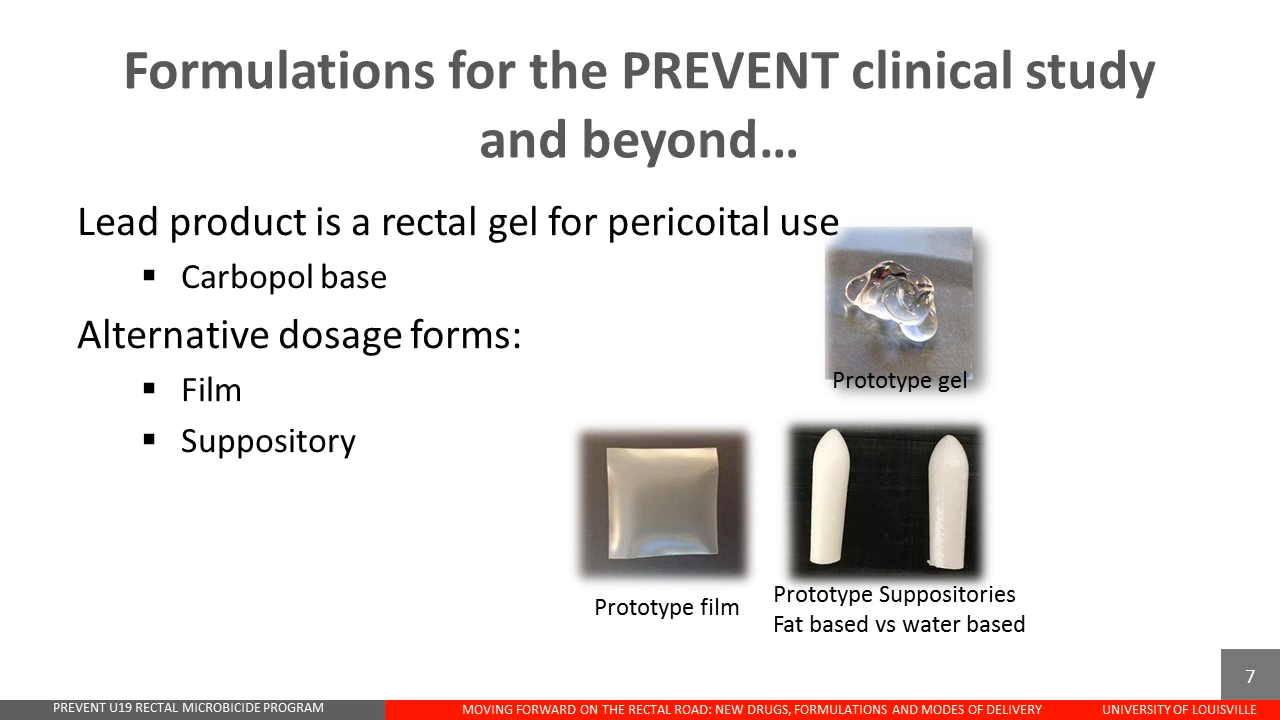 Formulations for the PREVENT clinical study
and beyond…
Lead product is a rectal gel for pericoital use
▪ Carbopol base
Alternative dosage forms:
▪ Film
▪ Suppository
Prototype gel
Prototype film
Prototype Suppositories
Fat based vs water based
7
PREVENT U19 RECTAL MICROBICIDE PROGRAM
MOVING FORWARD ON THE RECTAL ROAD: NEW DRUGS, FORMULATIONS AND MODES OF DELIVERY
UNIVERSITY OF LOUISVILLE